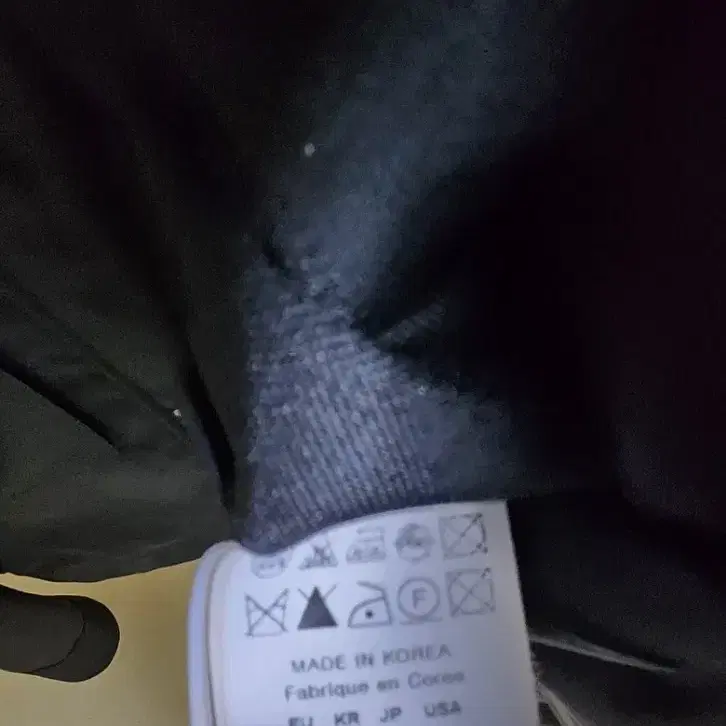 F
MADE IN KOREA
Fabrique en Coree
EU KR JP USA